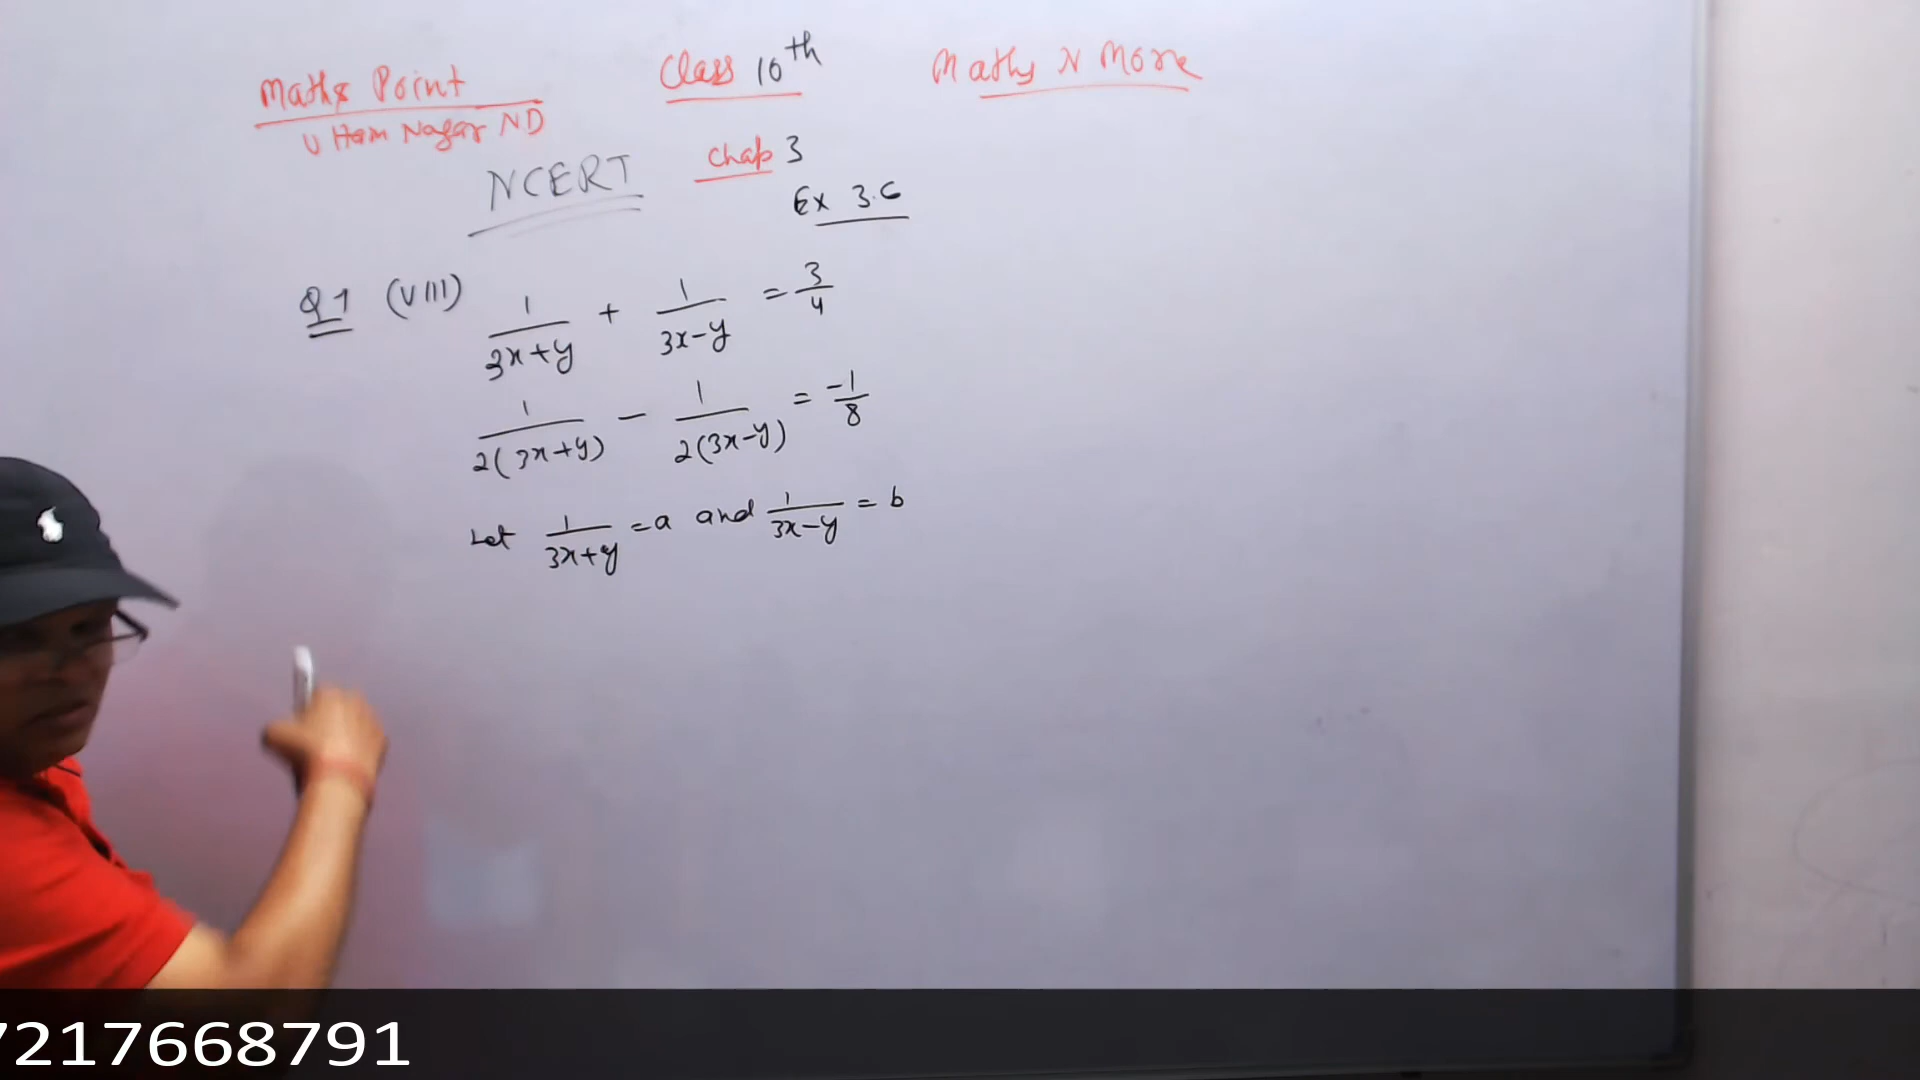 Maths Point
Class 10th
Maths N More
Uttam Nagar ND
NCERT
Chap 3
Ex 3.6
Q1 (VIII) 1/(3x+y) + 1/(3x-y) = 3/4
1/(2(3x+y)) - 1/(2(3x-y)) = -1/8
Let 1/(3x+y) = a and 1/(3x-y) = b
7217668791